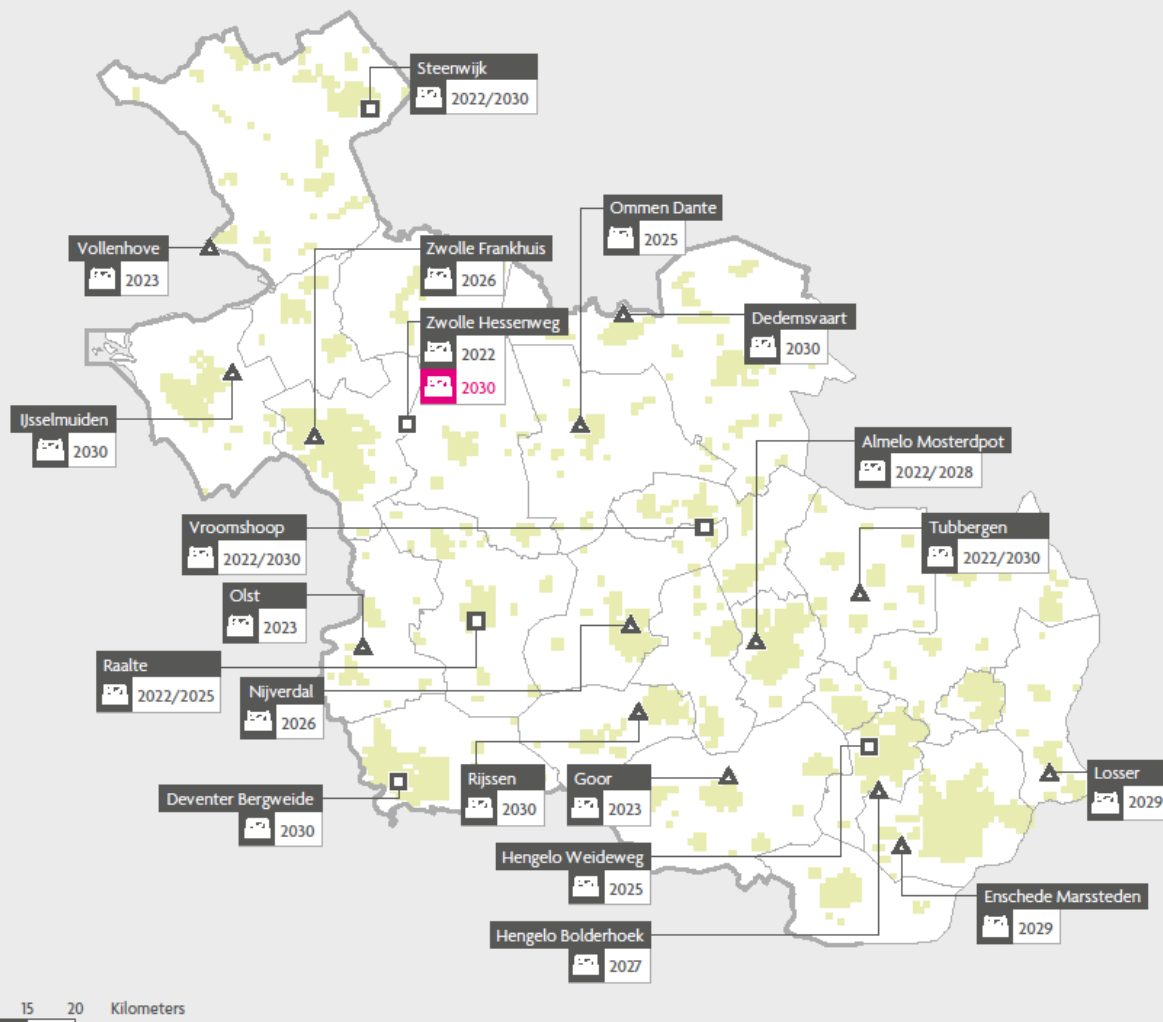 Steenwijk
2022/2030
Ommen Dante
2025
Vollenhove
2023
Zwolle Frankhuis
2026
Dedemsvaart
2030
Zwolle Hessenweg
2022
2030
IJsselmuiden
2030
Almelo Mosterdpot
2022/2028
Vroomshoop
2022/2030
Tubbergen
2022/2030
Olst
2023
Raalte
2022/2025
Nijverdal
2026
Rijssen
2030
Goor
2023
Losser
2029
Deventer Bergweide
2030
Hengelo Weideweg
2025
Enschede Marssteden
2029
Hengelo Bolderhoek
2027
15 20 Kilometers